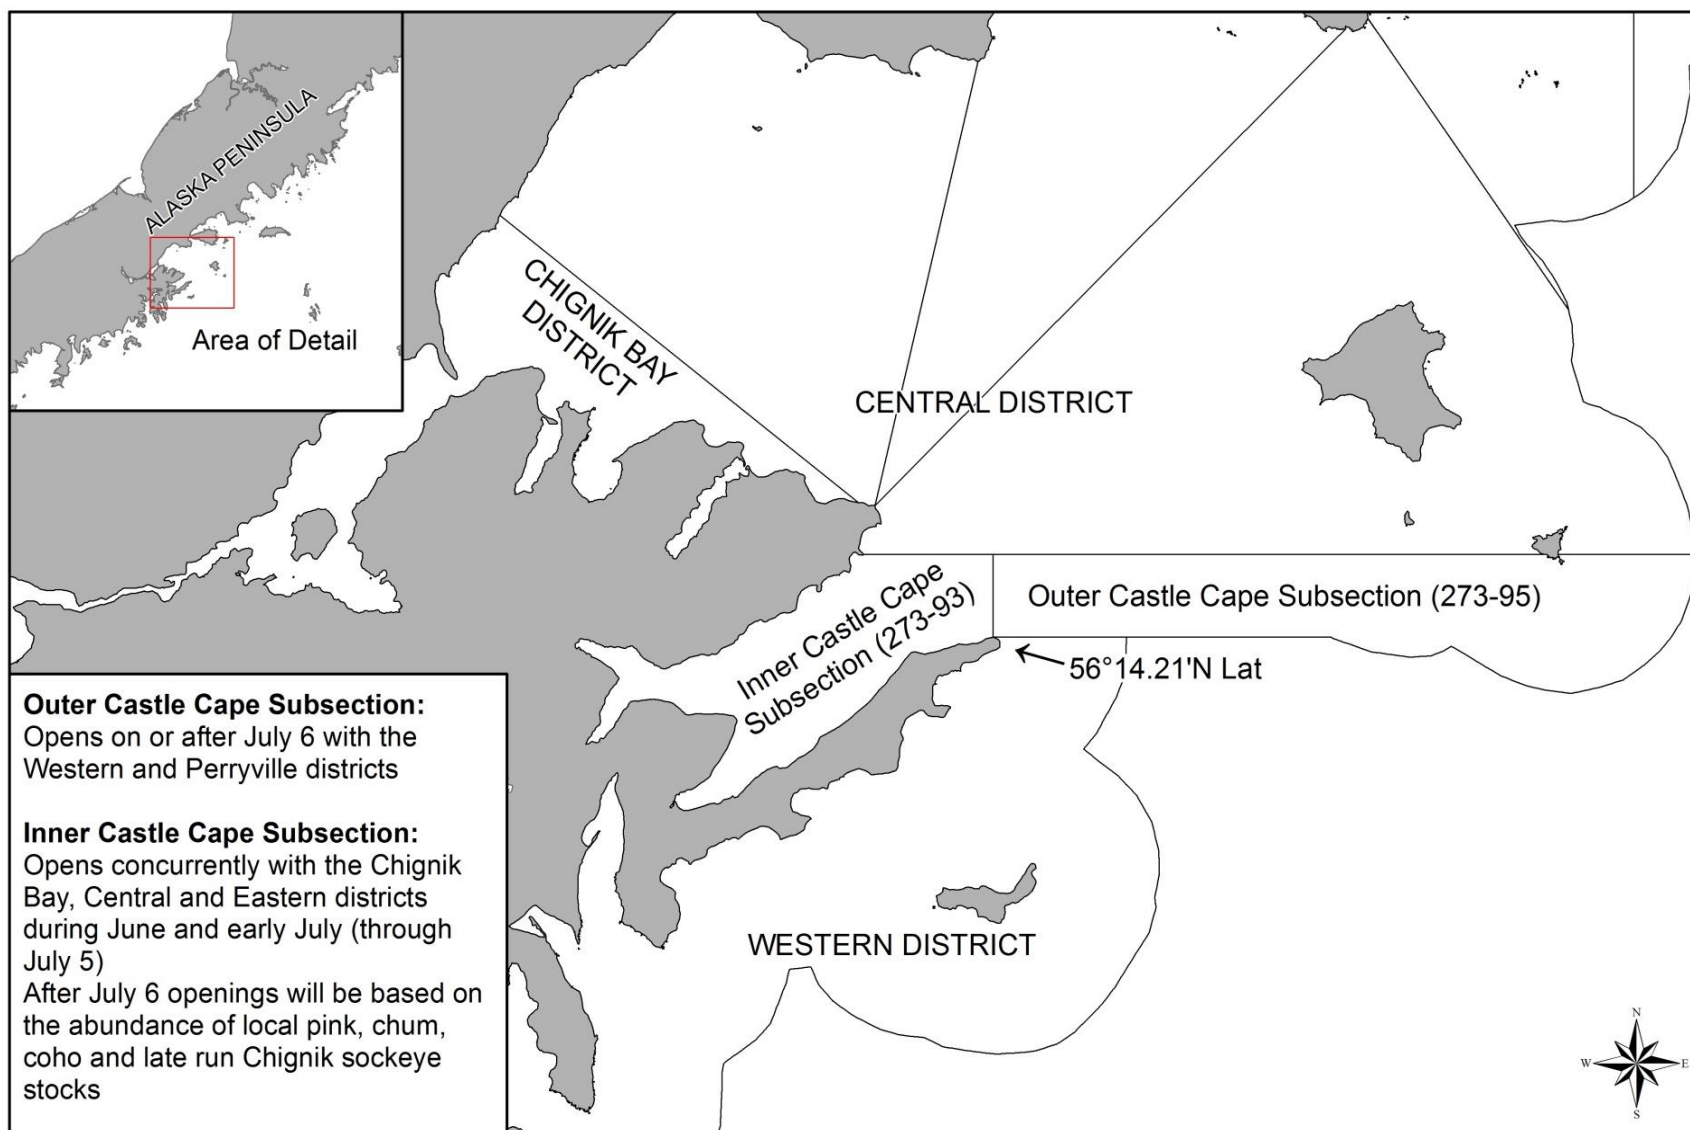 ALASKA PENINSULA
Area of Detail
CHIGNIK BAY
DISTRICT
CENTRAL DISTRICT
Inner Castle Cape
Subsection (273-93)
Outer Castle Cape Subsection (273-95)
56°14.21'N Lat
WESTERN DISTRICT
Outer Castle Cape Subsection:
Opens on or after July 6 with the
Western and Perryville districts
Inner Castle Cape Subsection:
Opens concurrently with the Chignik
Bay, Central and Eastern districts
during June and early July (through
July 5)
After July 6 openings will be based on
the abundance of local pink, chum,
coho and late run Chignik sockeye
stocks
N
W
E
S